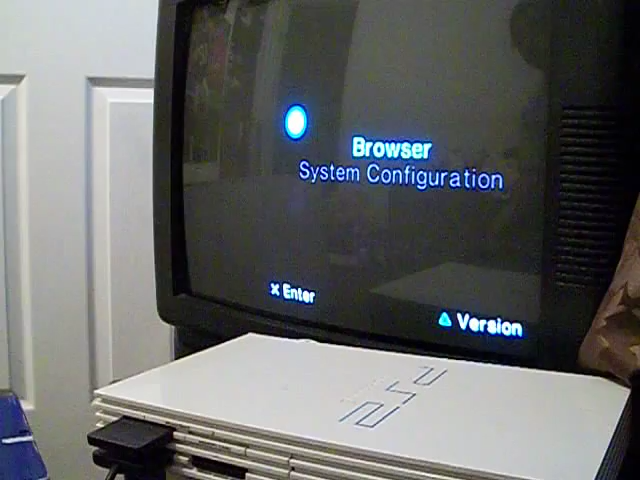 Browser
System Configuration
X Enter
△ Version
PS2